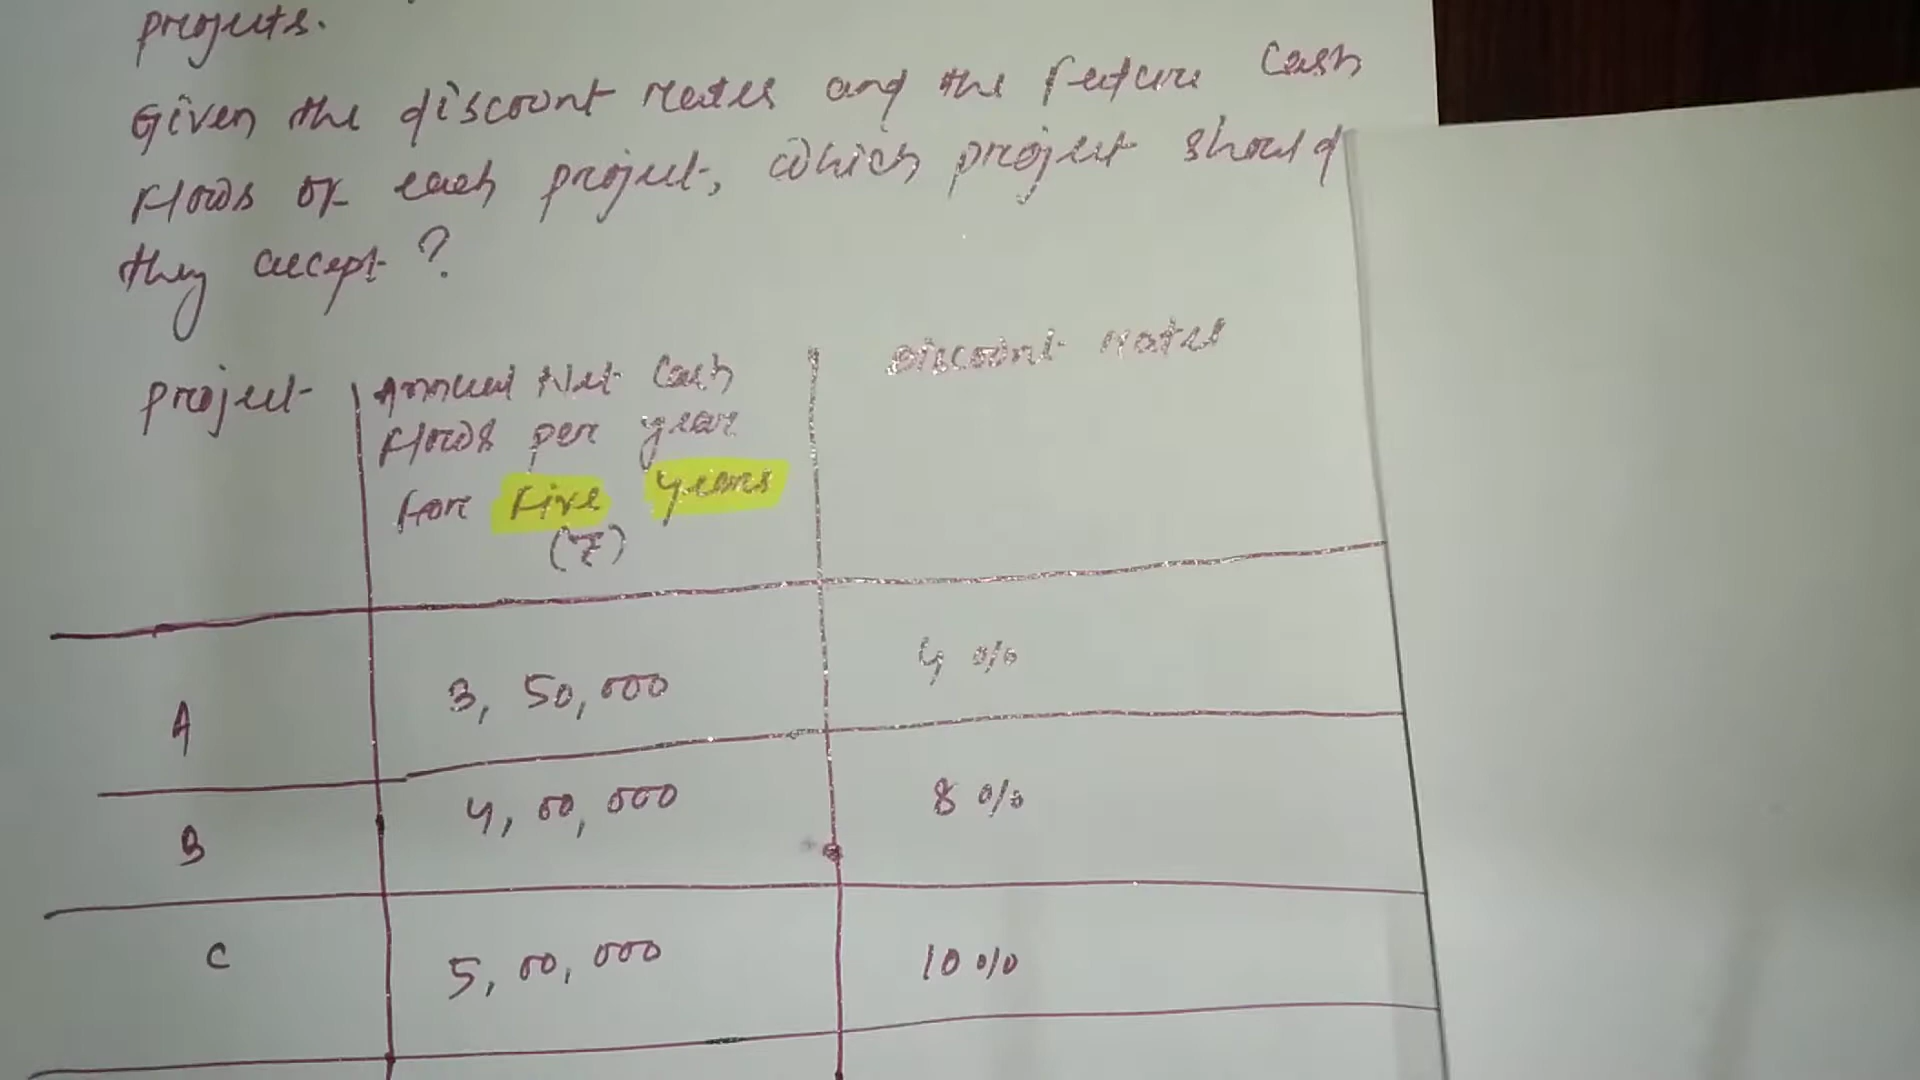 projects.
Given the discount rates and the future cash
flows of each project, which project should
they accept ?
project
Annual Net Cash
flows per year
for five years
(₹)
Discount rates
A
3, 50, 000
4 %
B
4, 00, 000
8 %
C
5, 00, 000
10 %